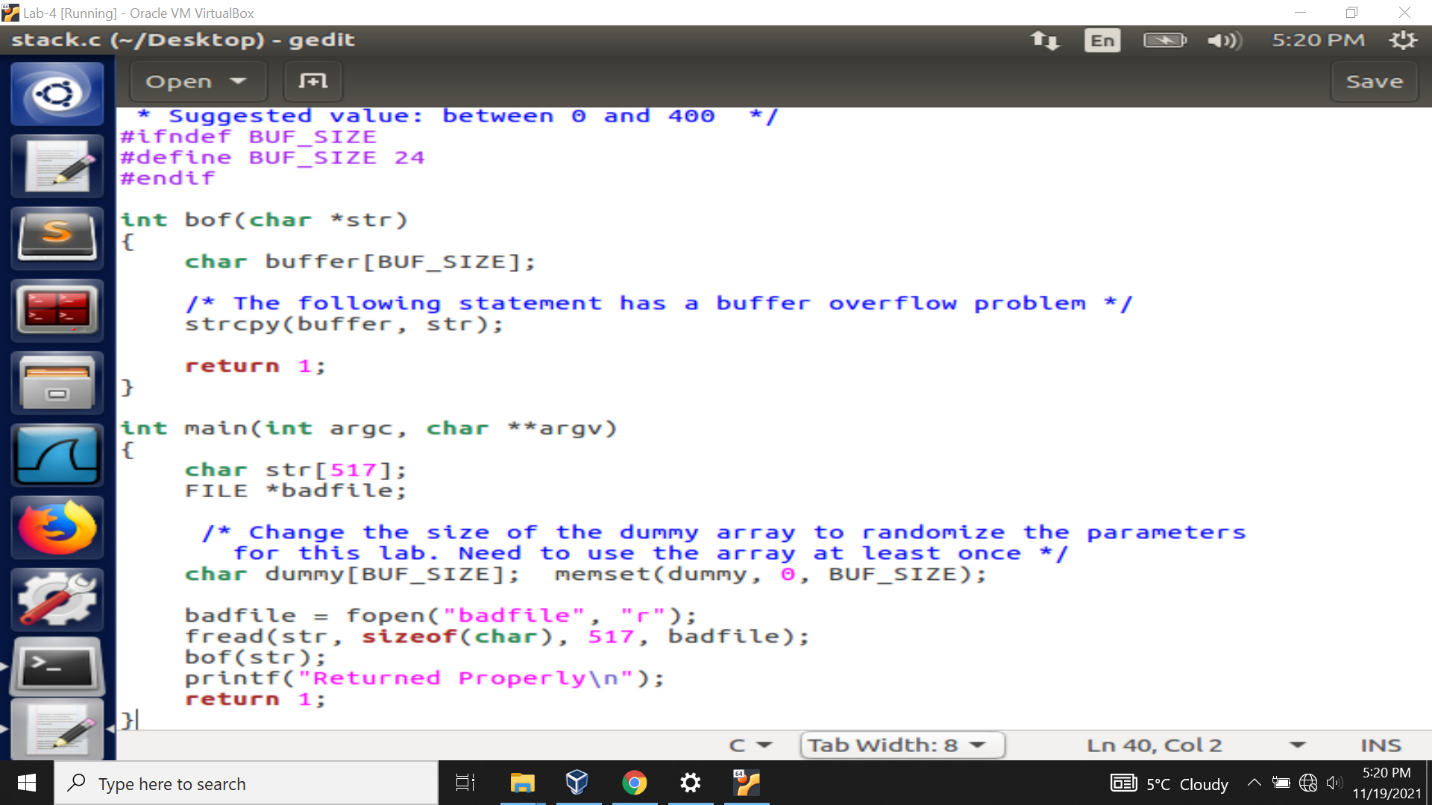 Lab-4 [Running] - Oracle VM VirtualBox
stack.c (~/Desktop) - gedit
En
5:20 PM
Open
Save
 * Suggested value: between 0 and 400  */
#ifndef BUF_SIZE
#define BUF_SIZE 24
#endif
int bof(char *str)
{
    char buffer[BUF_SIZE];
    /* The following statement has a buffer overflow problem */
    strcpy(buffer, str);
    return 1;
}
int main(int argc, char **argv)
{
    char str[517];
    FILE *badfile;
     /* Change the size of the dummy array to randomize the parameters
       for this lab. Need to use the array at least once */
    char dummy[BUF_SIZE];  memset(dummy, 0, BUF_SIZE);
    badfile = fopen("badfile", "r");
    fread(str, sizeof(char), 517, badfile);
    bof(str);
    printf("Returned Properly\n");
    return 1;
}
C
Tab Width: 8
Ln 40, Col 2
INS
Type here to search
5°C Cloudy
5:20 PM
11/19/2021